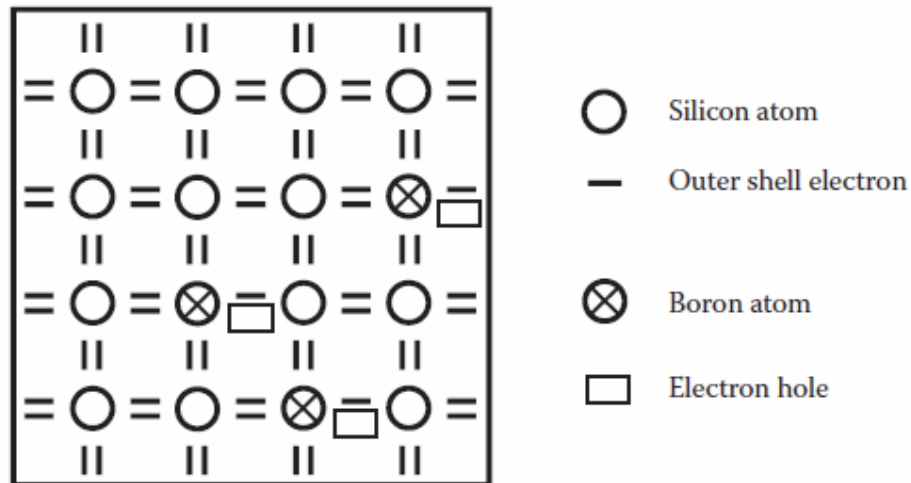 Silicon atom
Outer shell electron
Boron atom
Electron hole